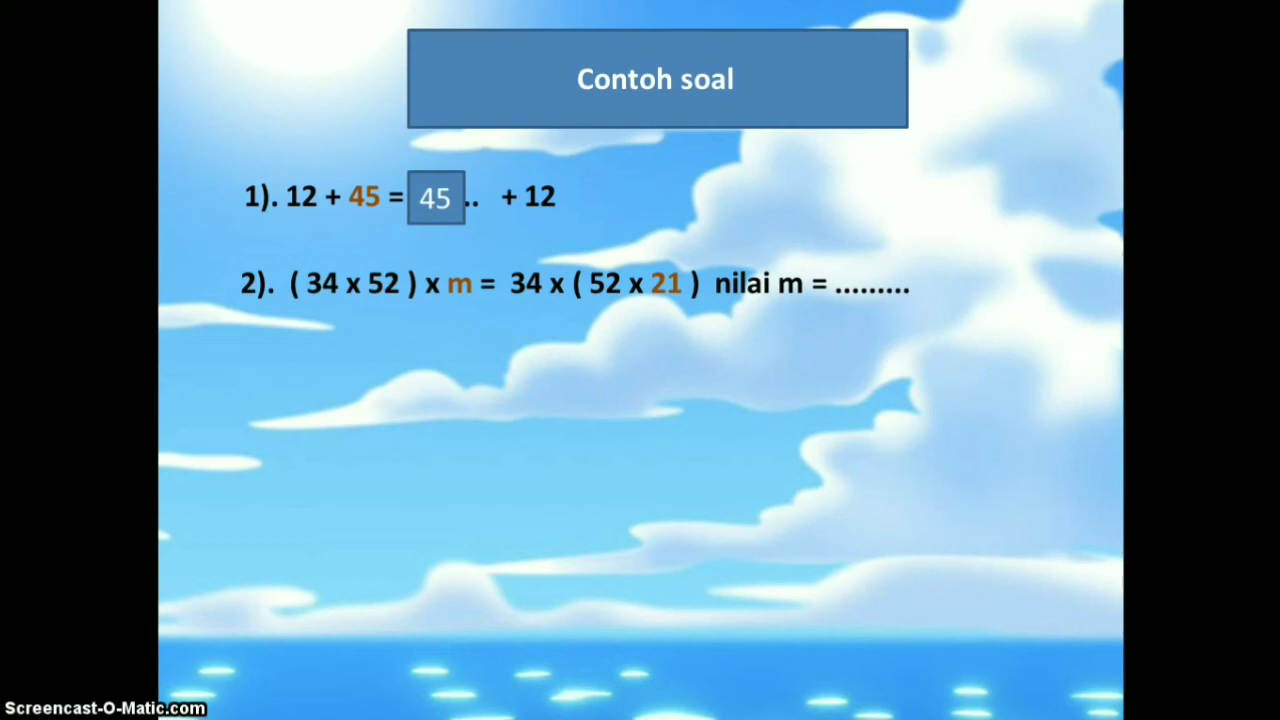 Contoh soal
1). 12 + 45 = 45 .. + 12
2). ( 34 x 52 ) x m = 34 x ( 52 x 21 ) nilai m = .........
Screencast-O-Matic.com